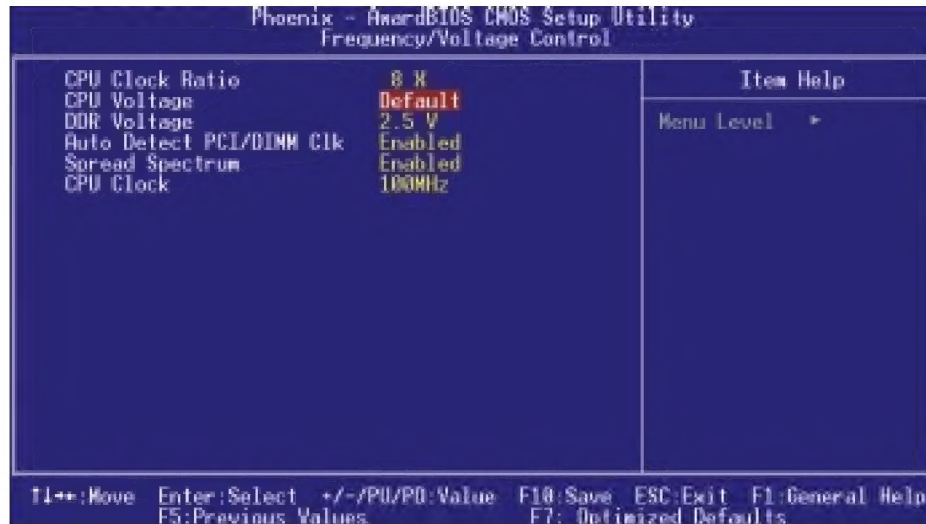 Phoenix - AwardBIOS CMOS Setup Utility
Frequency/Voltage Control
CPU Clock Ratio 8 X
CPU Voltage Default
DDR Voltage 2.5 V
Auto Detect PCI/DIMM Clk Enabled
Spread Spectrum Enabled
CPU Clock 100MHz
Item Help
Menu Level ►
↑↓→←:Move Enter:Select +/-/PU/PD:Value F10:Save ESC:Exit F1:General Help
F5:Previous Values F7: Optimized Defaults